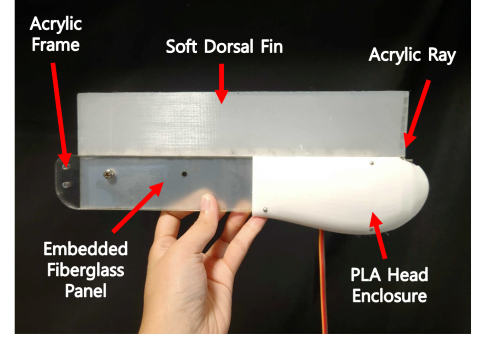 Acrylic
Frame
Soft Dorsal Fin
Acrylic Ray
Embedded
Fiberglass
Panel
PLA Head
Enclosure